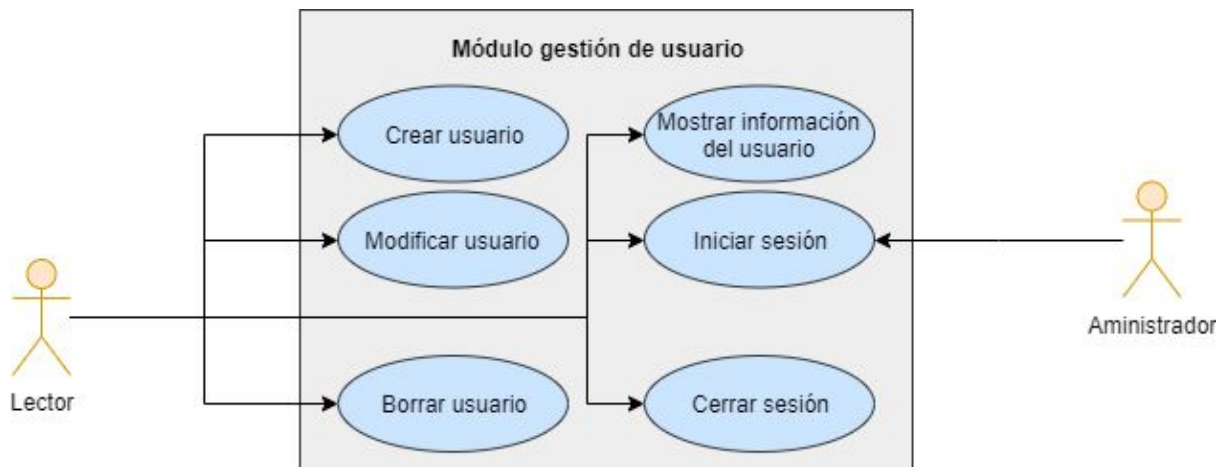 Módulo gestión de usuario
Crear usuario
Mostrar información
del usuario
Modificar usuario
Iniciar sesión
Borrar usuario
Cerrar sesión
Lector
Aministrador